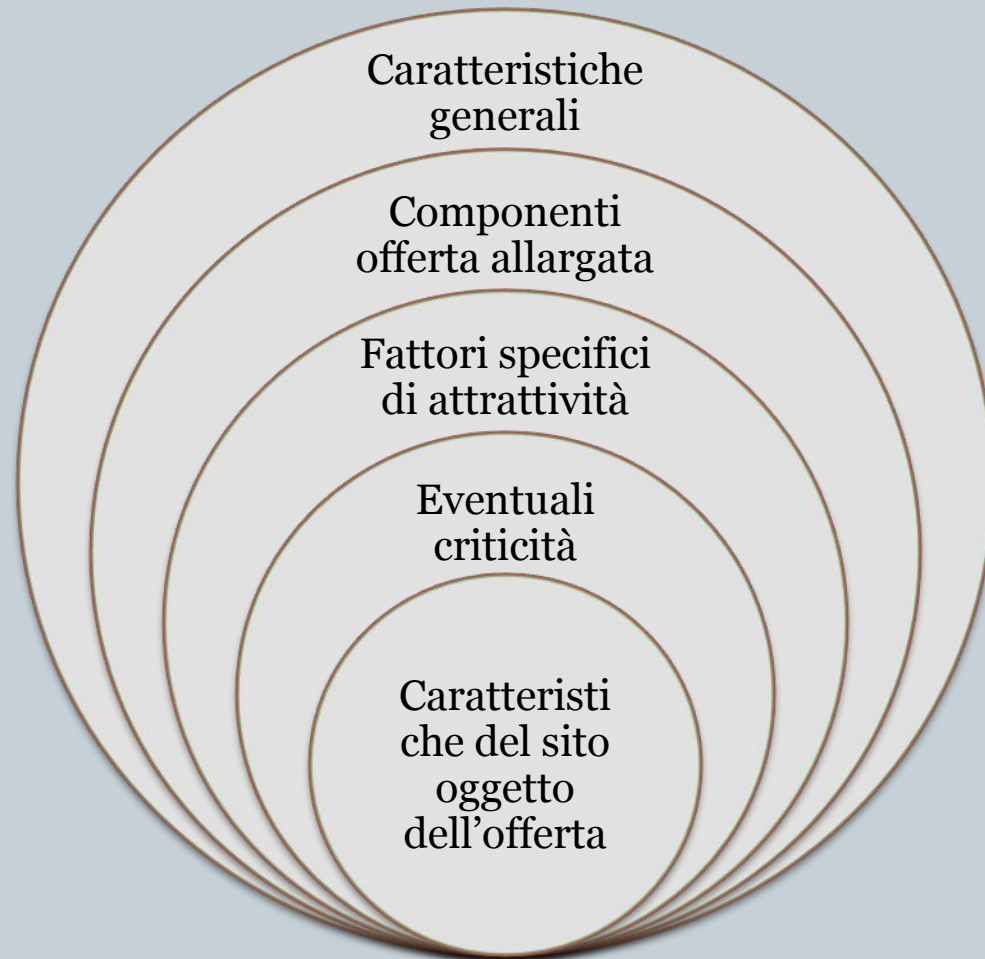 Caratteristiche
generali
Componenti
offerta allargata
Fattori specifici
di attrattività
Eventuali
criticità
Caratteristi
che del sito
oggetto
dell’offerta